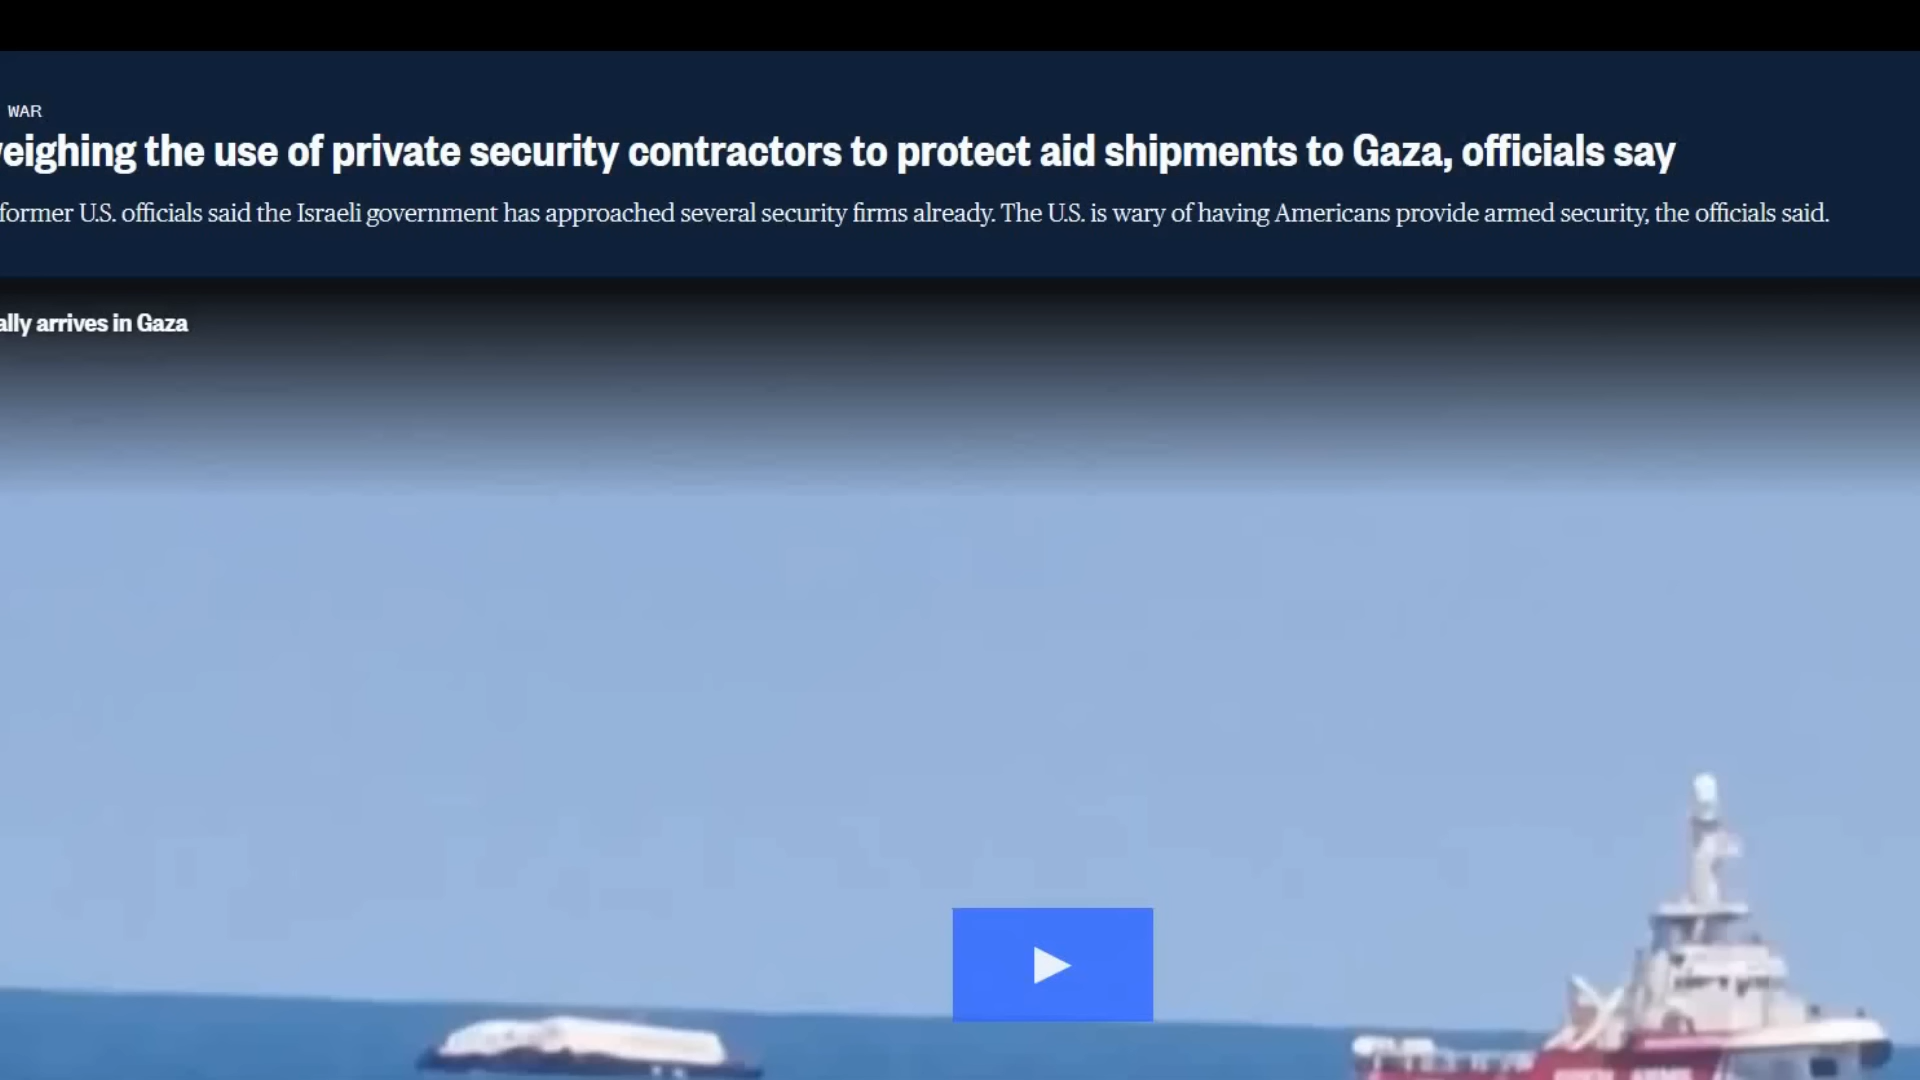 WAR
eighing the use of private security contractors to protect aid shipments to Gaza, officials say
former U.S. officials said the Israeli government has approached several security firms already. The U.S. is wary of having Americans provide armed security, the officials said.
ally arrives in Gaza